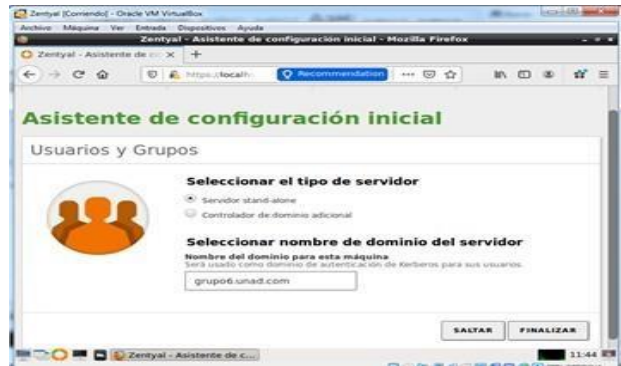 Zentyal [Corriendo] - Oracle VM VirtualBox
Archivo Máquina Ver Entrada Dispositivos Ayuda
Zentyal - Asistente de configuración inicial - Mozilla Firefox
Zentyal - Asistente de
https://localh
Recommendation
Asistente de configuración inicial
Usuarios y Grupos
Seleccionar el tipo de servidor
Servidor stand-alone
Controlador de dominio adicional
Seleccionar nombre de dominio del servidor
Nombre del dominio para esta máquina
Será usado como dominio de autenticación de Kerberos para sus usuarios.
grupo6.unad.com
SALTAR FINALIZAR
Zentyal - Asistente de c...
11:44